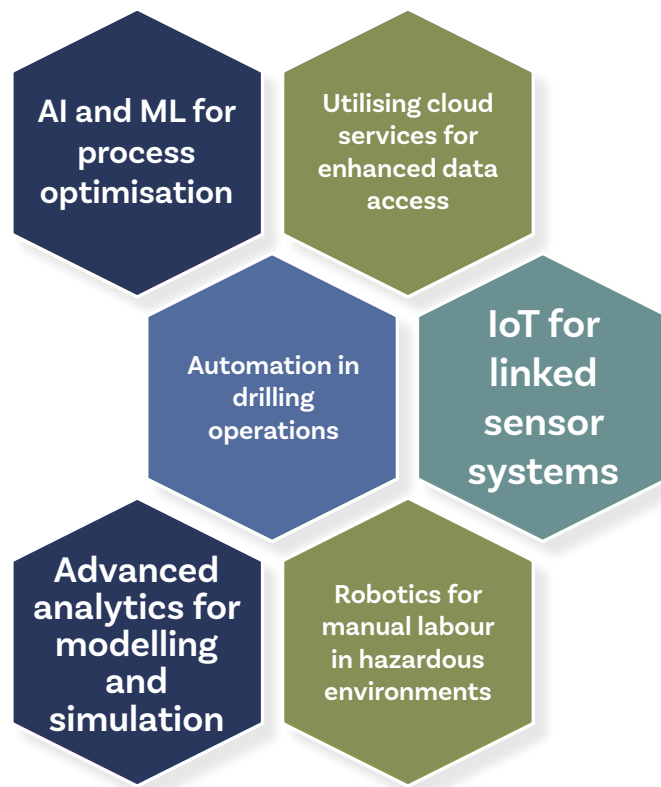 AI and ML for
process
optimisation
Utilising cloud
services for
enhanced data
access
Automation in
drilling
operations
IoT for
linked
sensor
systems
Advanced
analytics for
modelling
and
simulation
Robotics for
manual labour
in hazardous
environments